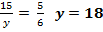 15/y = 5/6  y = 18